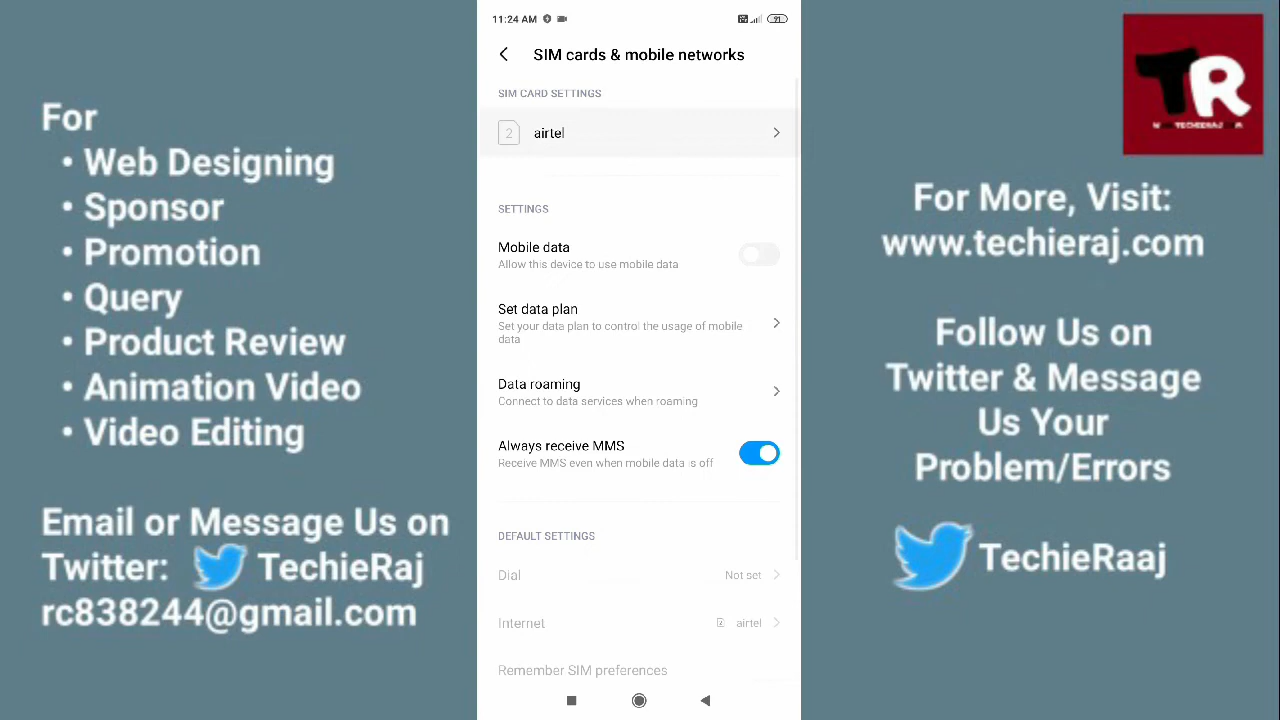 For
• Web Designing
• Sponsor
• Promotion
• Query
• Product Review
• Animation Video
• Video Editing
Email or Message Us on
Twitter: TechieRaj
rc838244@gmail.com
11:24 AM
91
SIM cards & mobile networks
SIM CARD SETTINGS
2 airtel
SETTINGS
Mobile data
Allow this device to use mobile data
Set data plan
Set your data plan to control the usage of mobile
data
Data roaming
Connect to data services when roaming
Always receive MMS
Receive MMS even when mobile data is off
DEFAULT SETTINGS
Dial Not set
Internet 2 airtel
Remember SIM preferences
TR
For More, Visit:
www.techieraj.com
Follow Us on
Twitter & Message
Us Your
Problem/Errors
TechieRaaj